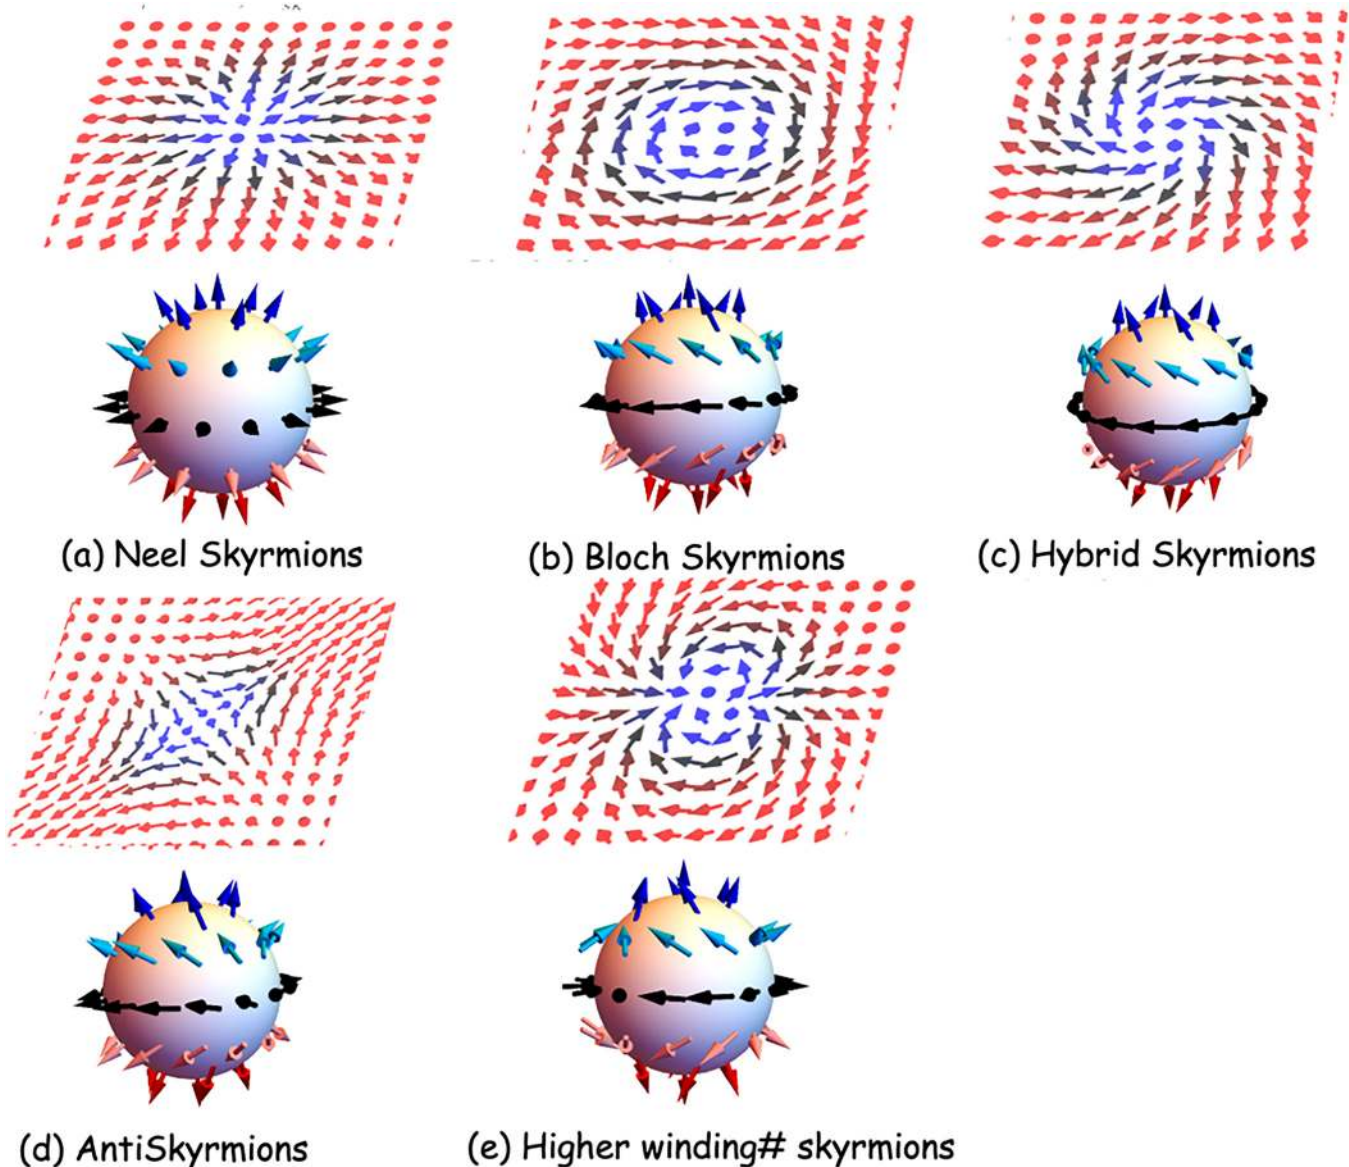 (a) Neel Skyrmions
(b) Bloch Skyrmions
(c) Hybrid Skyrmions
(d) AntiSkyrmions
(e) Higher winding# skyrmions